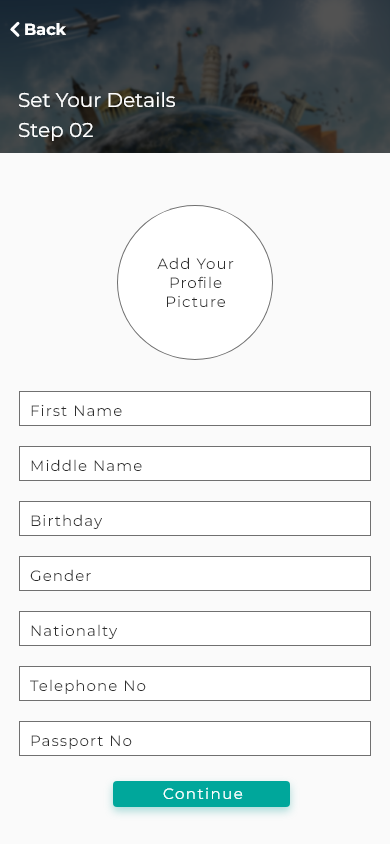 Back
Set Your Details
Step 02
Add Your
Profile
Picture
First Name
Middle Name
Birthday
Gender
Nationalty
Telephone No
Passport No
Continue